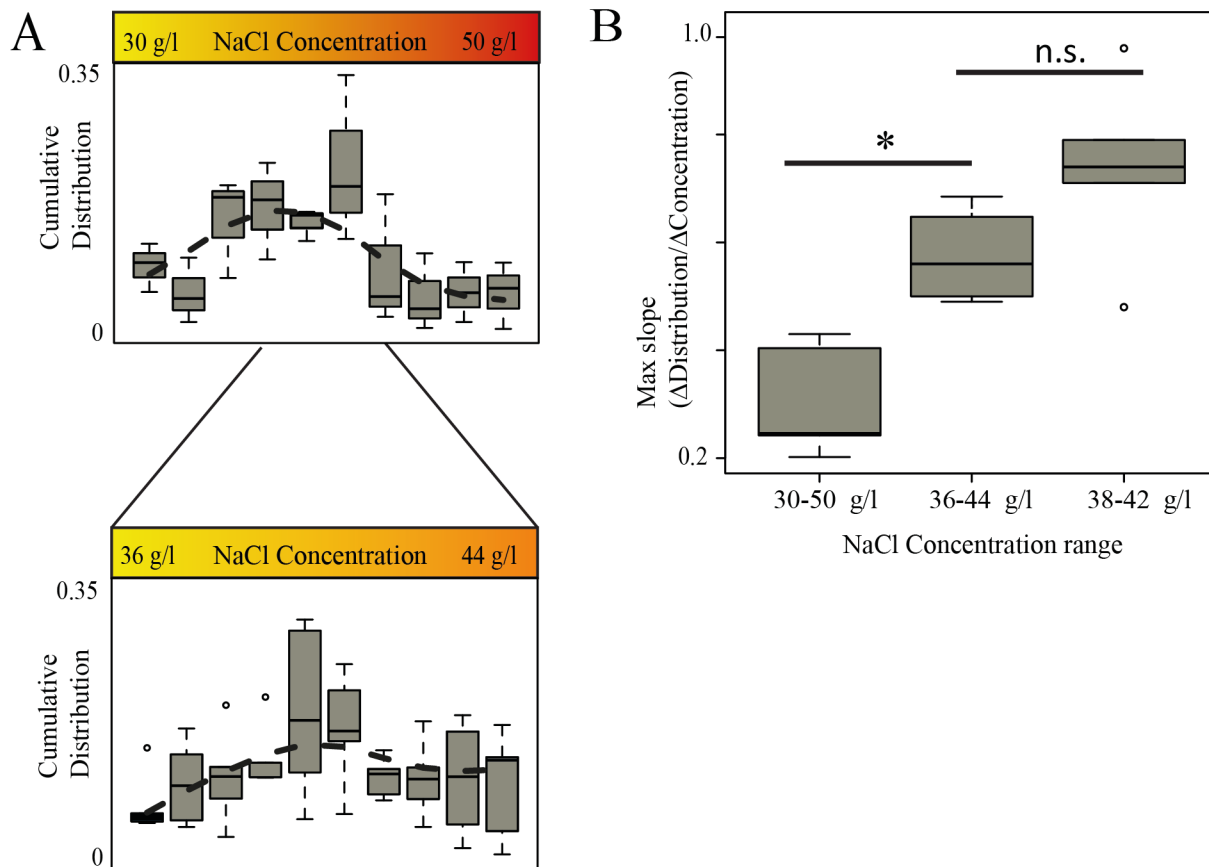 A
30 g/l NaCl Concentration 50 g/l
0.35
Cumulative
Distribution
0
36 g/l NaCl Concentration 44 g/l
0.35
Cumulative
Distribution
0
B
1.0
n.s.
*
Max slope
(ΔDistribution/ΔConcentration)
0.2
30-50 g/l 36-44 g/l 38-42 g/l
NaCl Concentration range